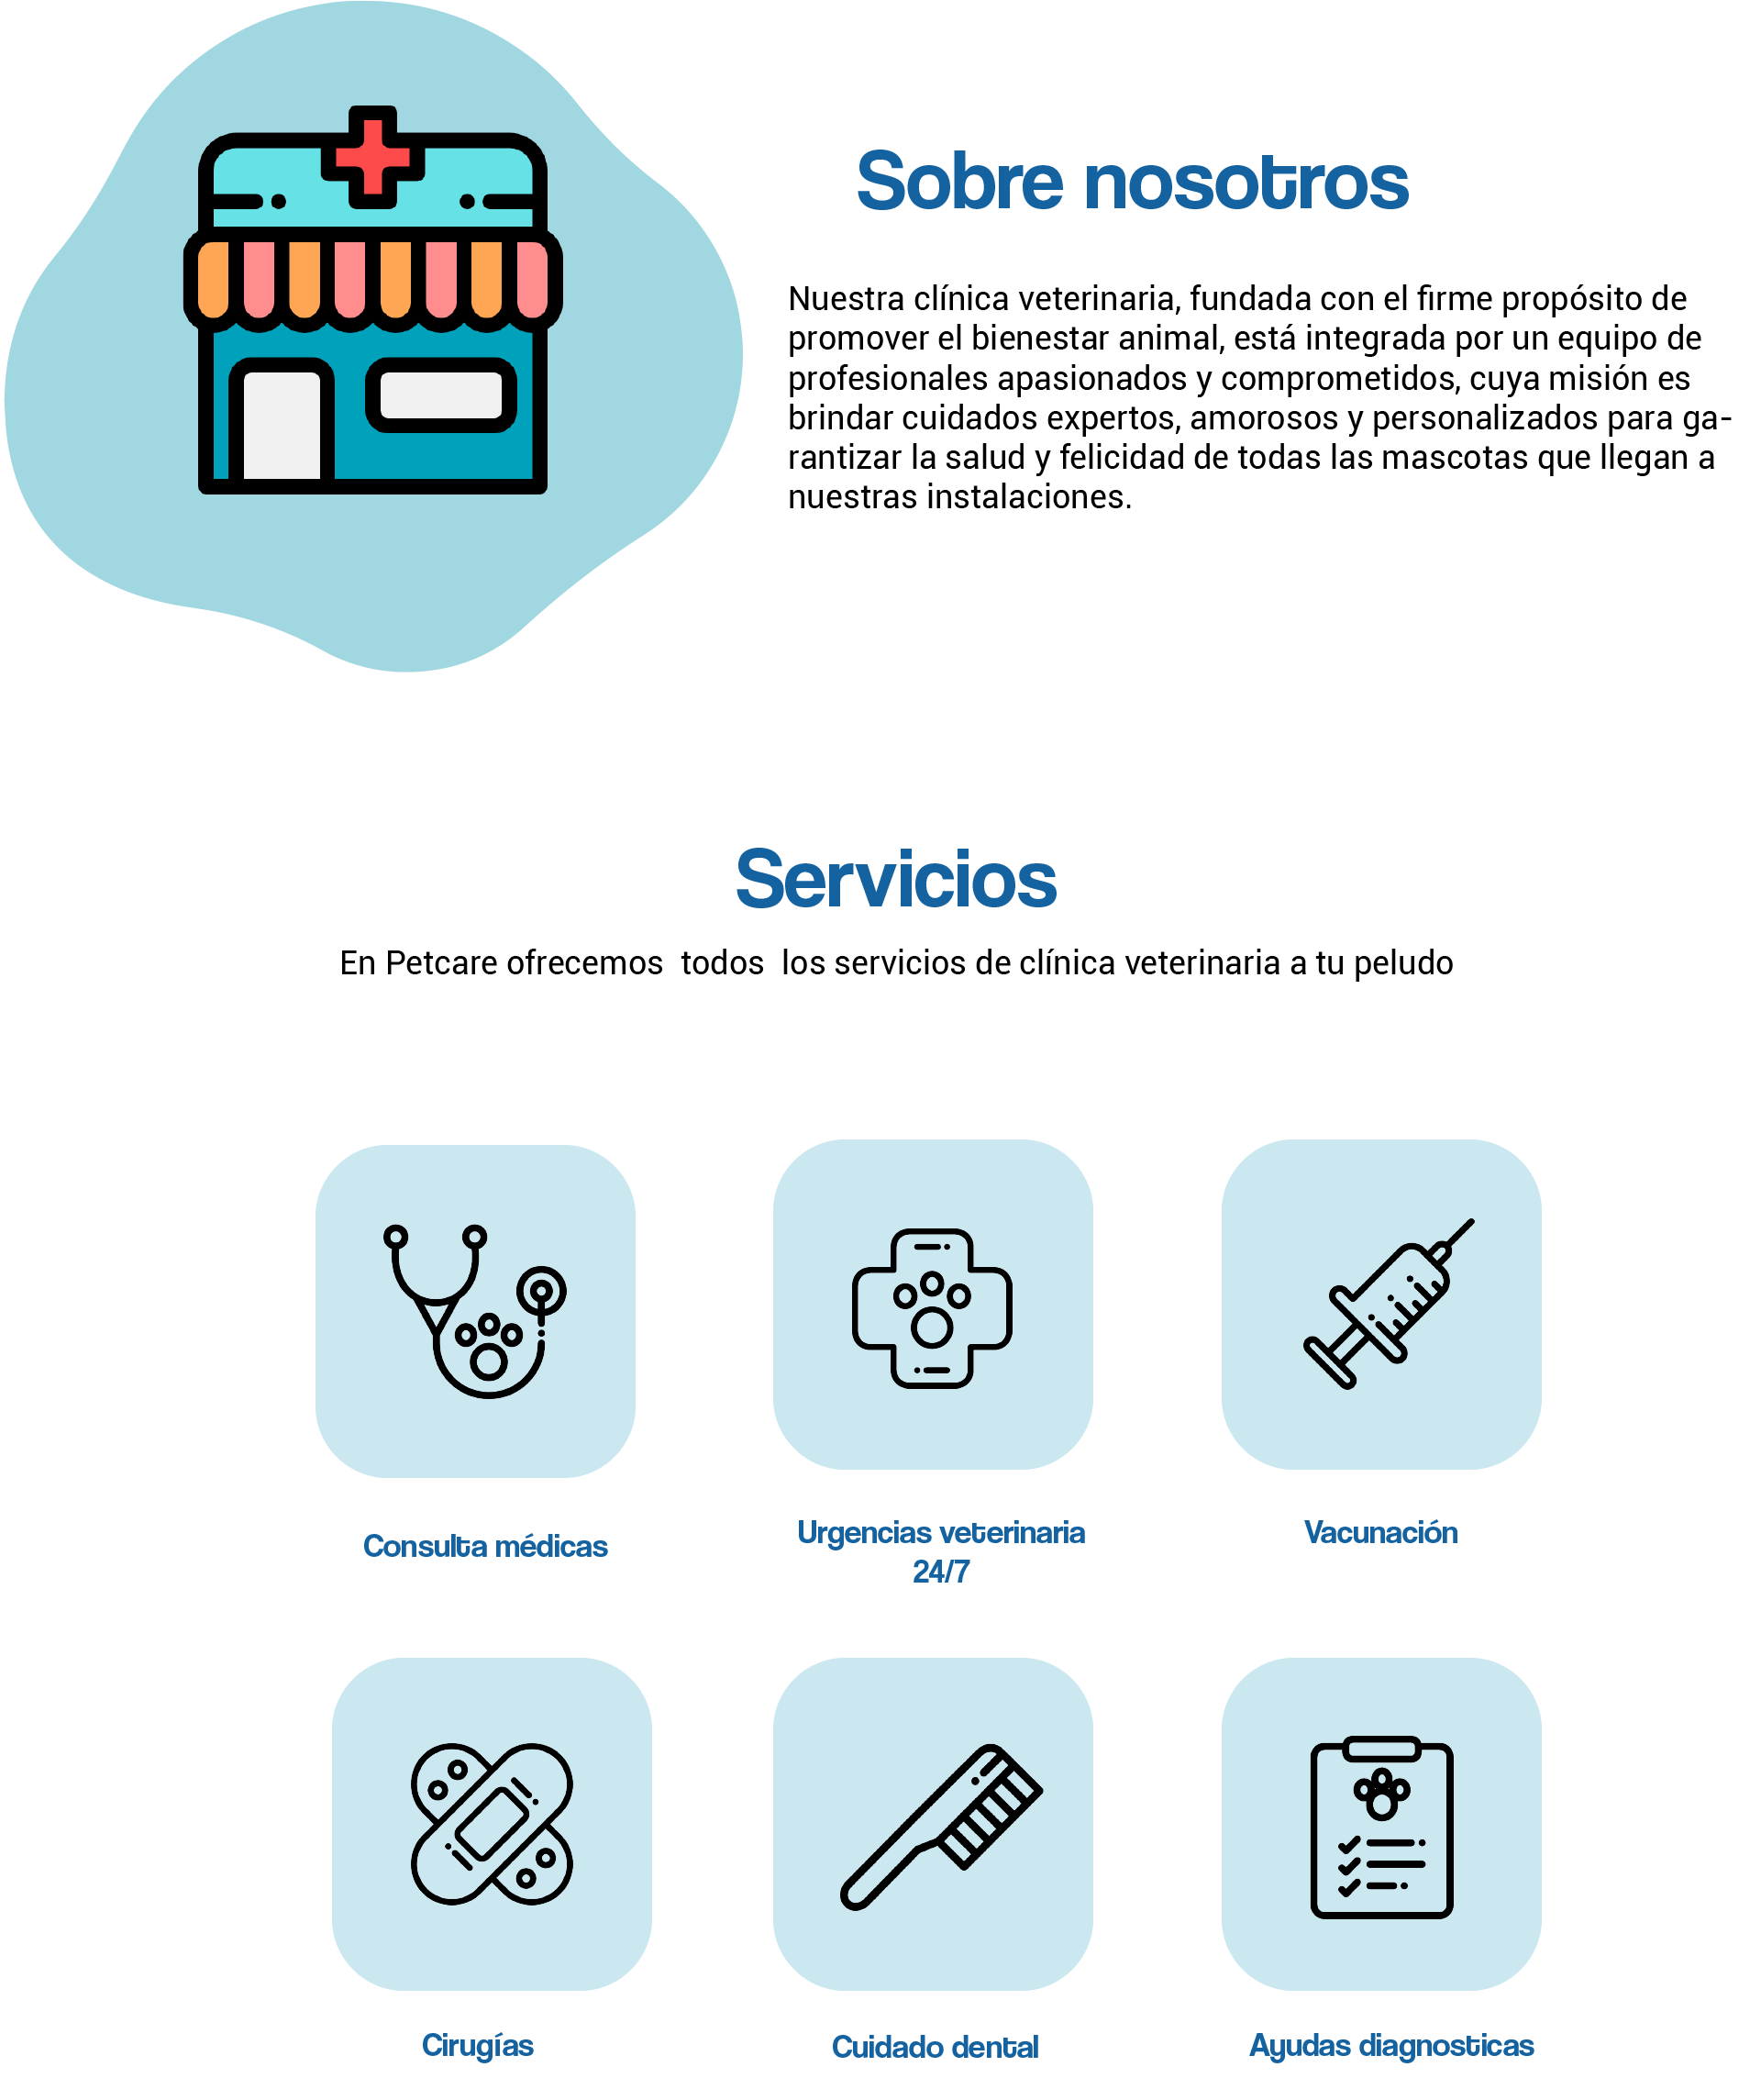 Sobre nosotros
Nuestra clínica veterinaria, fundada con el firme propósito de
promover el bienestar animal, está integrada por un equipo de
profesionales apasionados y comprometidos, cuya misión es
brindar cuidados expertos, amorosos y personalizados para ga-
rantizar la salud y felicidad de todas las mascotas que llegan a
nuestras instalaciones.
Servicios
En Petcare ofrecemos  todos  los servicios de clínica veterinaria a tu peludo
Consulta médicas
Urgencias veterinaria
24/7
Vacunación
Cirugías
Cuidado dental
Ayudas diagnosticas